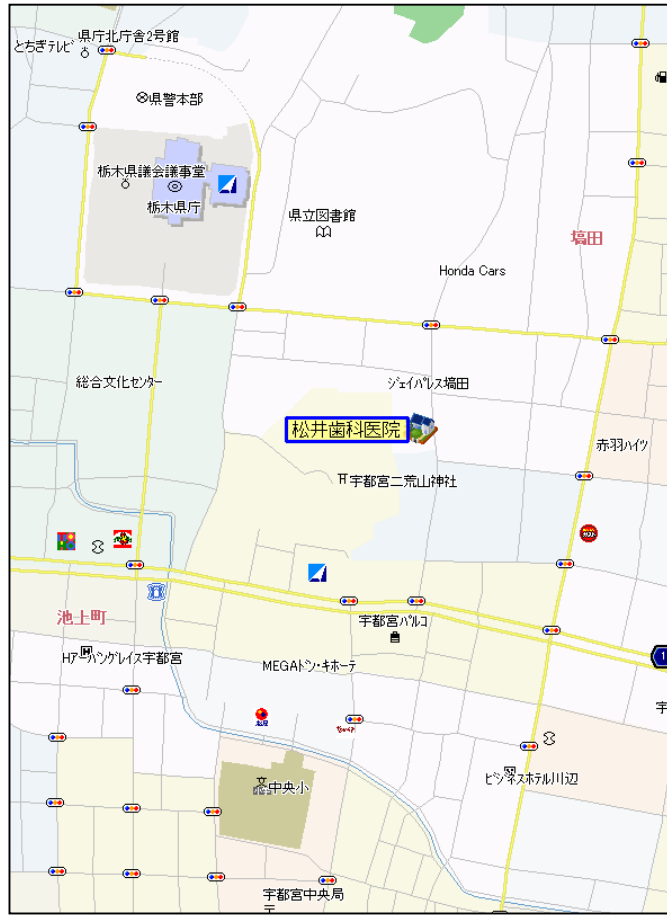 県庁北庁舎2号館
とちぎテレビ
県警本部
栃木県議会議事堂
栃木県庁
県立図書館
塙田
Honda Cars
総合文化センター
ジェイパレス塙田
松井歯科医院
赤羽ハイツ
宇都宮二荒山神社
池上町
宇都宮パルコ
Hアーバングレイス宇都宮
MEGAドン・キホーテ
1
宇
中央小
ビジネスホテル川辺
宇都宮中央局